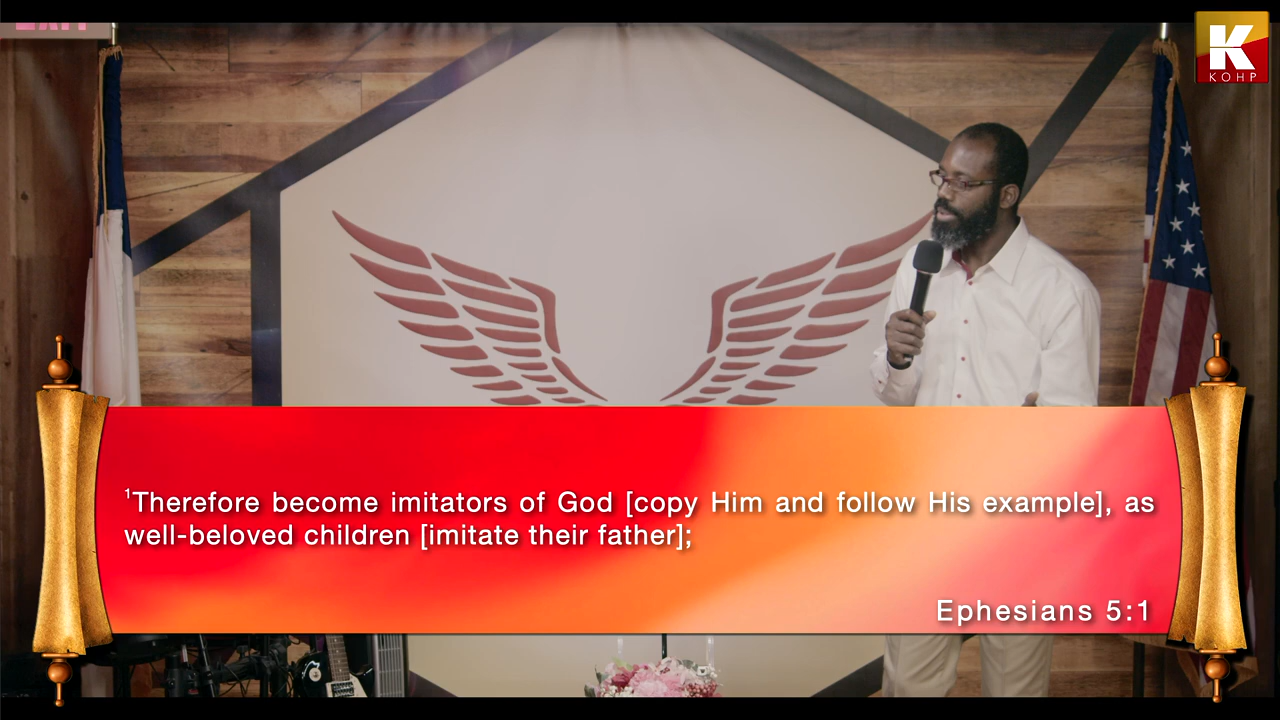 EXIT
K
KOHP
¹Therefore become imitators of God [copy Him and follow His example], as
well-beloved children [imitate their father];
Ephesians 5:1